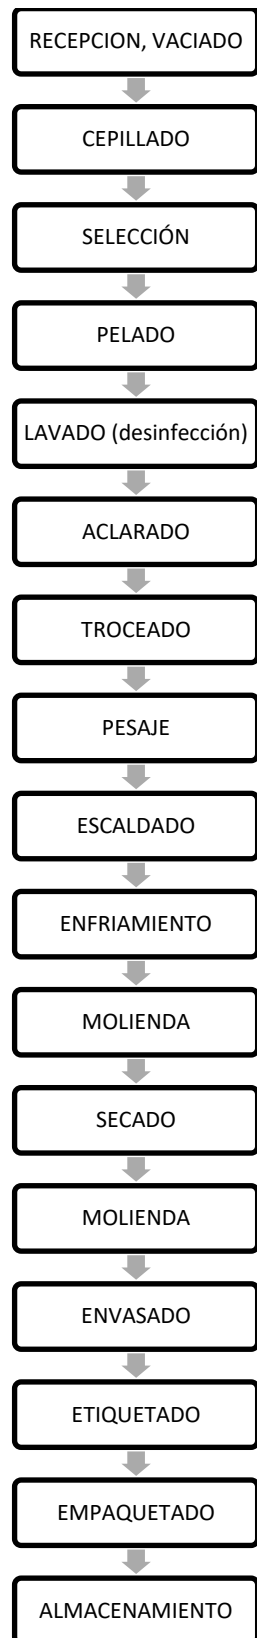 RECEPCION, VACIADO
CEPILLADO
SELECCIÓN
PELADO
LAVADO (desinfección)
ACLARADO
TROCEADO
PESAJE
ESCALDADO
ENFRIAMIENTO
MOLIENDA
SECADO
MOLIENDA
ENVASADO
ETIQUETADO
EMPAQUETADO
ALMACENAMIENTO